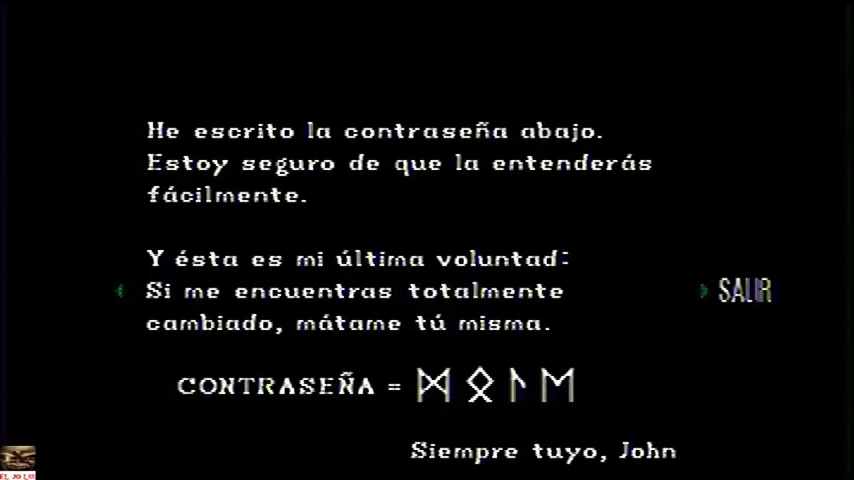 He escrito la contraseña abajo.
Estoy seguro de que la entenderás
fácilmente.
Y ésta es mi última voluntad:
Si me encuentras totalmente
SALIR
cambiado, mátame tú misma.
CONTRASEÑA = ᛞᛟᚫᛖ
Siempre tuyo, John